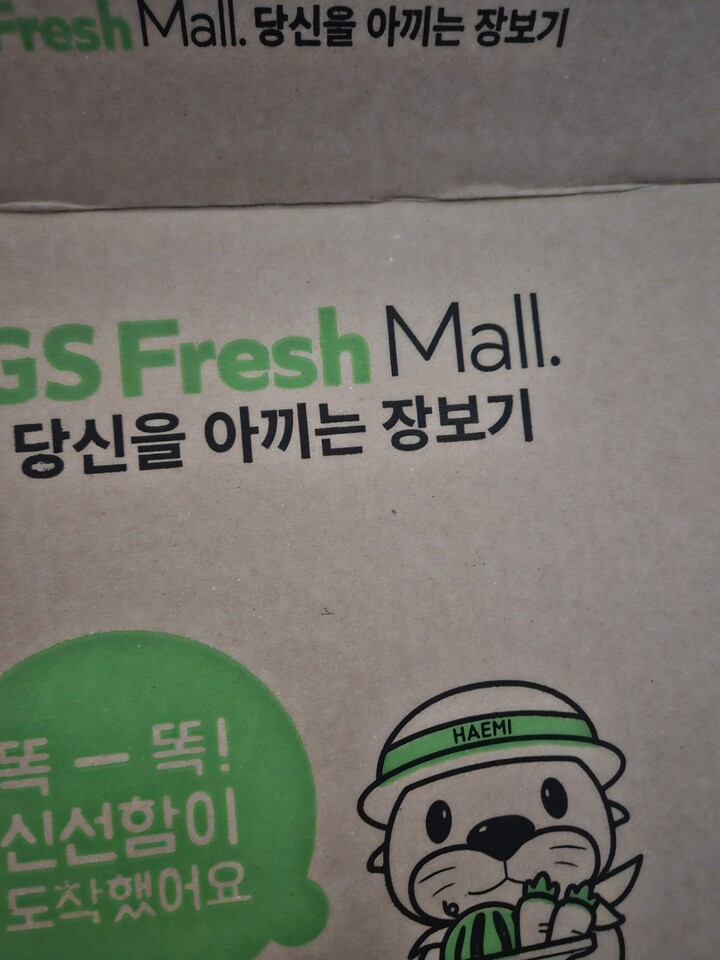 Fresh Mall. 당신을 아끼는 장보기
GS Fresh Mall.
당신을 아끼는 장보기
똑 – 똑!
신선함이
도착했어요
HAEMI